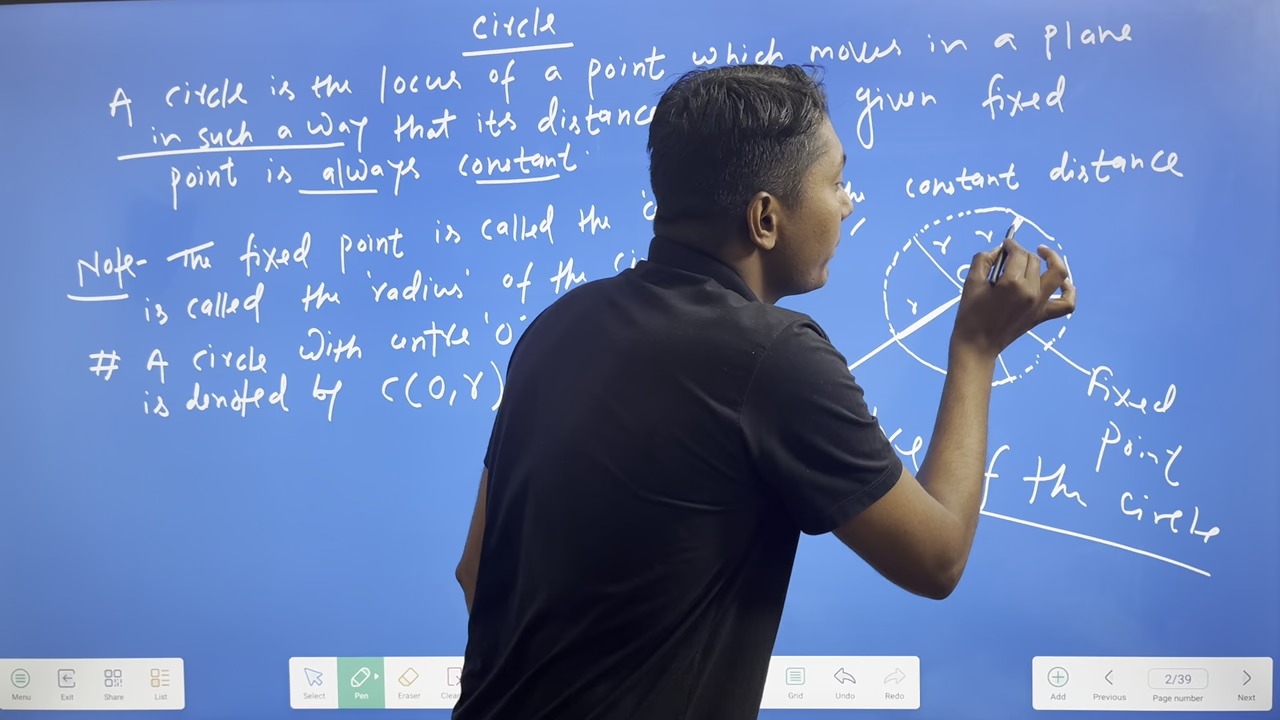 circle
A circle is the locus of a point which moves in a plane
in such a way that its distance given fixed
point is always constant.
constant distance
Note- The fixed point is called the
is called the 'radius' of the
# A circle with centre 'O'
is denoted by C(O,r)
r r
r
fixed
point
of the circle
Menu Exit Share List Select Pen Eraser Grid Undo Redo Add Previous 2/39 Page number Next